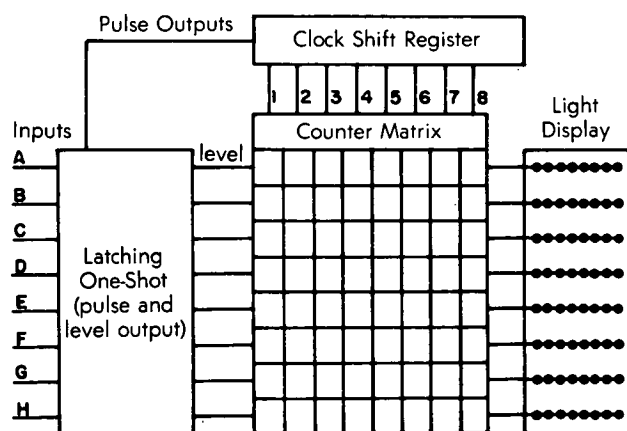 Pulse Outputs
Clock Shift Register
1 2 3 4 5 6 7 8
Inputs
level
Counter Matrix
Light
Display
A
B
C
D
E
F
G
H
Latching
One-Shot
(pulse and
level output)